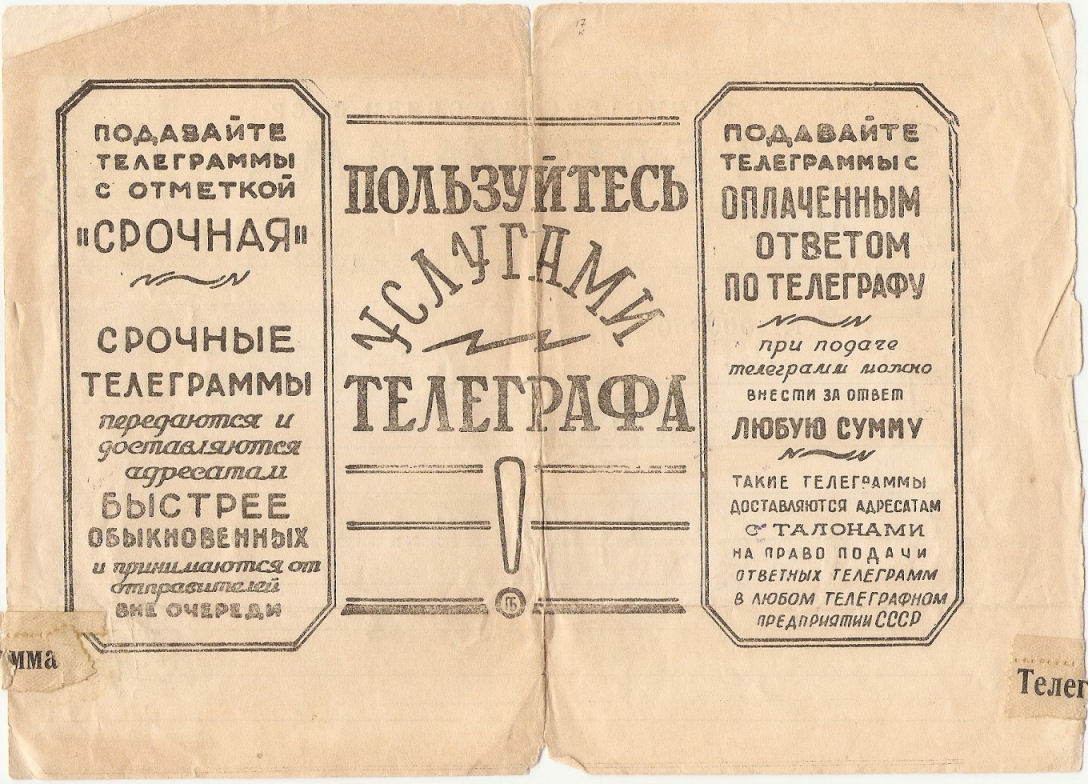 ПОДАВАЙТЕ
ТЕЛЕГРАММЫ
С ОТМЕТКОЙ
"СРОЧНАЯ"
СРОЧНЫЕ
ТЕЛЕГРАММЫ
передаются и
доставляются
адресатам
БЫСТРЕЕ
ОБЫКНОВЕННЫХ
и принимаются от
отправителей
ВНЕ ОЧЕРЕДИ
ПОЛЬЗУЙТЕСЬ
УСЛУГАМИ
ТЕЛЕГРАФА
!
ПОДАВАЙТЕ
ТЕЛЕГРАММЫ С
ОПЛАЧЕННЫМ
ОТВЕТОМ
ПО ТЕЛЕГРАФУ
при подаче
телеграмм можно
ВНЕСТИ ЗА ОТВЕТ
ЛЮБУЮ СУММУ
ТАКИЕ ТЕЛЕГРАММЫ
ДОСТАВЛЯЮТСЯ АДРЕСАТАМ
С ТАЛОНАМИ
НА ПРАВО ПОДАЧИ
ОТВЕТНЫХ ТЕЛЕГРАММ
В ЛЮБОМ ТЕЛЕГРАФНОМ
ПРЕДПРИЯТИИ СССР
мма
Телег